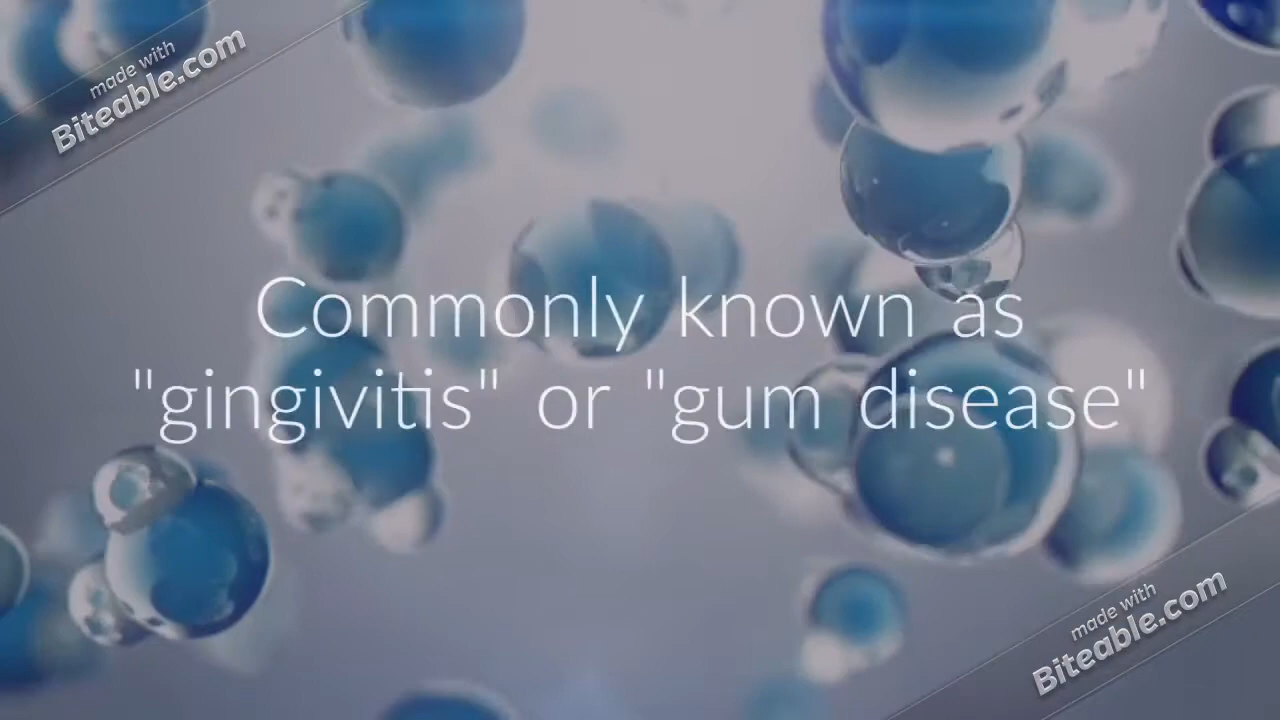 made with
Biteable.com
Commonly known as
"gingivitis" or "gum disease"
made with
Biteable.com